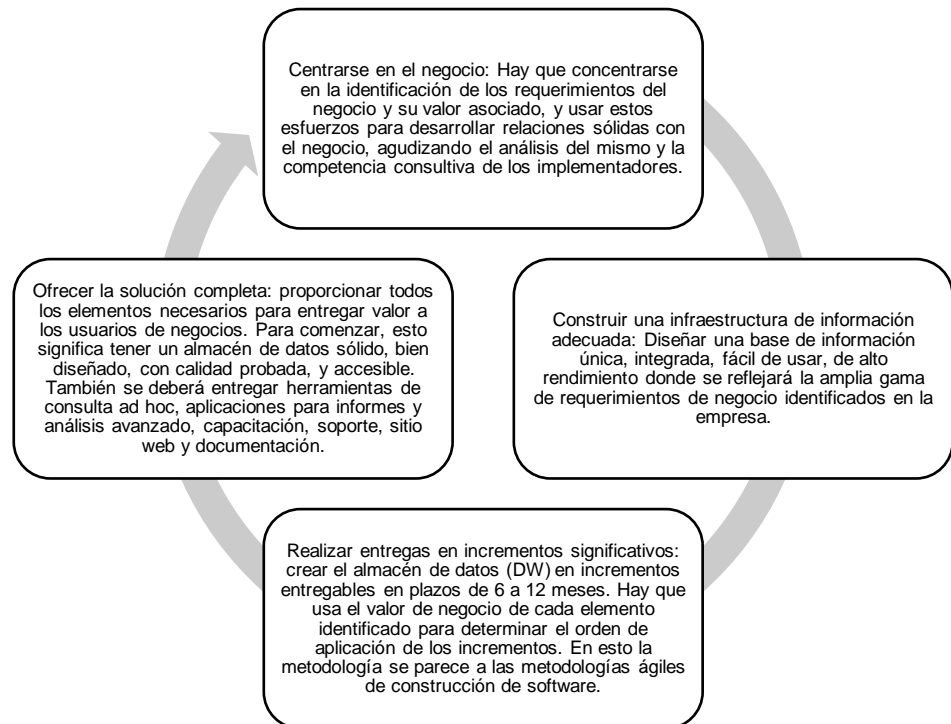 Centrarse en el negocio: Hay que concentrarse
en la identificación de los requerimientos del
negocio y su valor asociado, y usar estos
esfuerzos para desarrollar relaciones sólidas con
el negocio, agudizando el análisis del mismo y la
competencia consultiva de los implementadores.
Construir una infraestructura de información
adecuada: Diseñar una base de información
única, integrada, fácil de usar, de alto
rendimiento donde se reflejará la amplia gama
de requerimientos de negocio identificados en la
empresa.
Realizar entregas en incrementos significativos:
crear el almacén de datos (DW) en incrementos
entregables en plazos de 6 a 12 meses. Hay que
usa el valor de negocio de cada elemento
identificado para determinar el orden de
aplicación de los incrementos. En esto la
metodología se parece a las metodologías ágiles
de construcción de software.
Ofrecer la solución completa: proporcionar todos
los elementos necesarios para entregar valor a
los usuarios de negocios. Para comenzar, esto
significa tener un almacén de datos sólido, bien
diseñado, con calidad probada, y accesible.
También se deberá entregar herramientas de
consulta ad hoc, aplicaciones para informes y
análisis avanzado, capacitación, soporte, sitio
web y documentación.